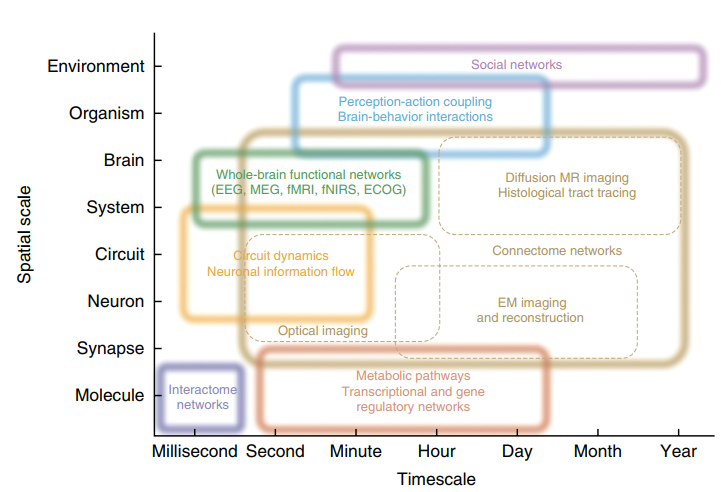 Environment
Organism
Brain
System
Circuit
Neuron
Synapse
Molecule
Spatial scale
Social networks
Perception-action coupling
Brain-behavior interactions
Whole-brain functional networks
(EEG, MEG, fMRI, fNIRS, ECOG)
Diffusion MR imaging
Histological tract tracing
Circuit dynamics
Neuronal information flow
Connectome networks
EM imaging
and reconstruction
Optical imaging
Interactome
networks
Metabolic pathways
Transcriptional and gene
regulatory networks
Millisecond Second Minute Hour Day Month Year
Timescale